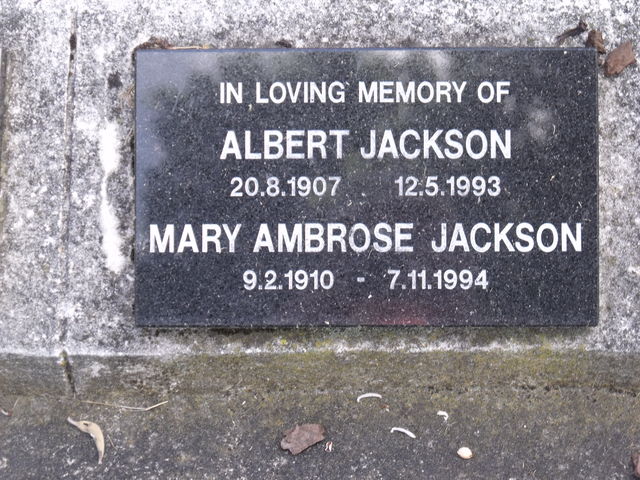 IN LOVING MEMORY OF
ALBERT JACKSON
20.8.1907 - 12.5.1993
MARY AMBROSE JACKSON
9.2.1910 - 7.11.1994